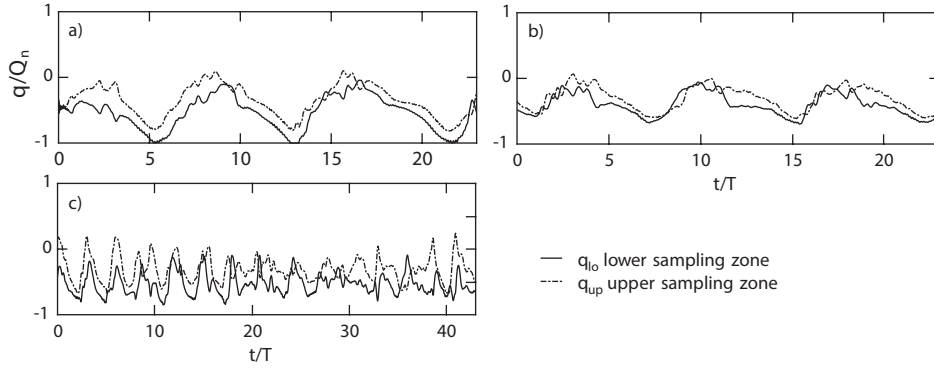 a)
b)
1
0
-1
q/Qn
0 5 10 15 20
1
0
-1
0 5 10 15 20
t/T
c)
1
0
-1
0 10 20 30 40
t/T
qlo lower sampling zone
qup upper sampling zone